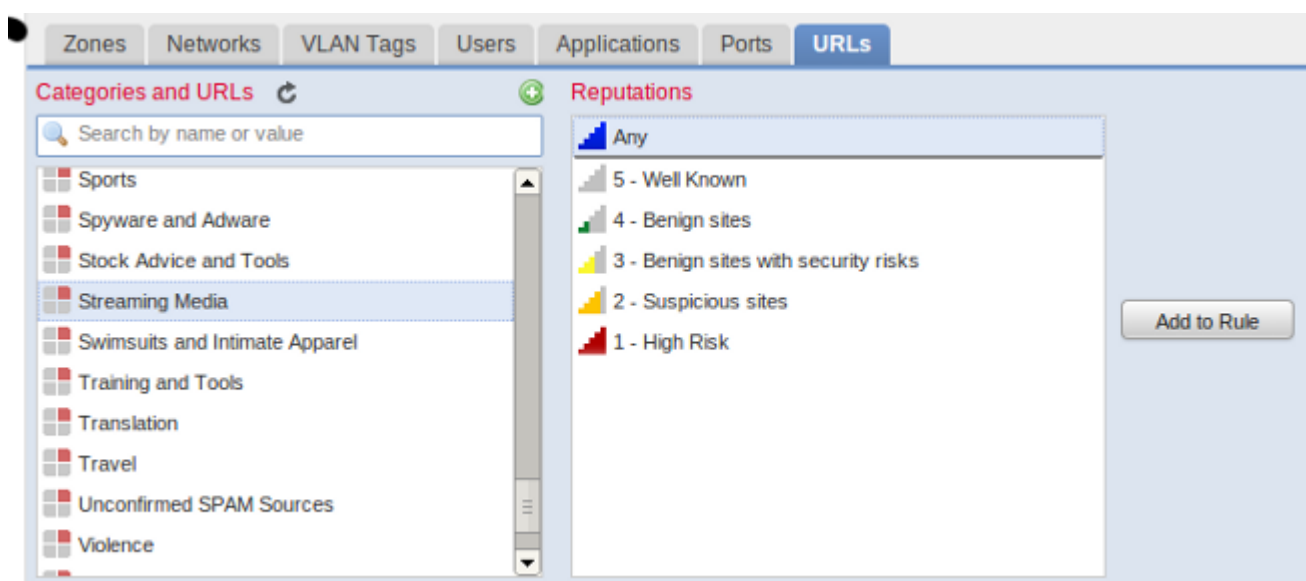 Zones Networks VLAN Tags Users Applications Ports URLs
Categories and URLs
Search by name or value
Sports
Spyware and Adware
Stock Advice and Tools
Streaming Media
Swimsuits and Intimate Apparel
Training and Tools
Translation
Travel
Unconfirmed SPAM Sources
Violence
Reputations
Any
5 - Well Known
4 - Benign sites
3 - Benign sites with security risks
2 - Suspicious sites
1 - High Risk
Add to Rule